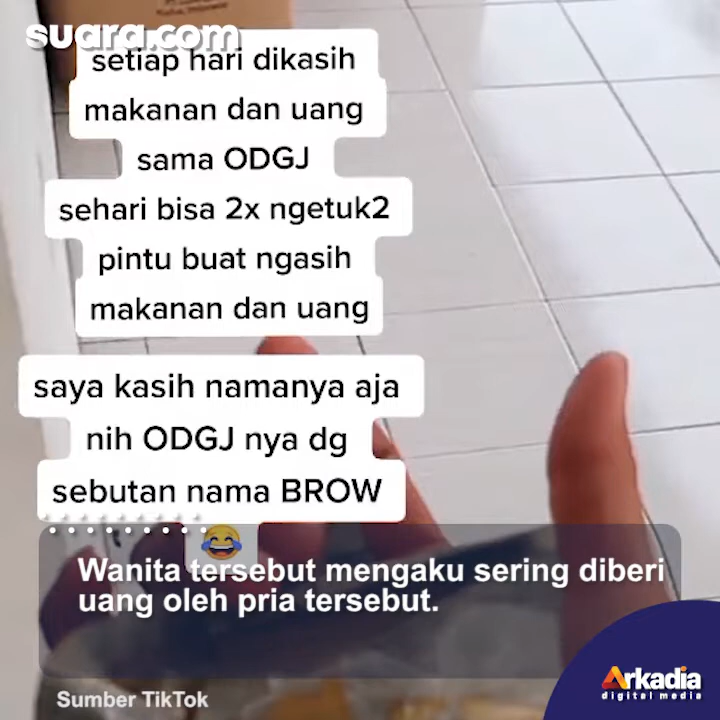 suara.com
setiap hari dikasih
makanan dan uang
sama ODGJ
sehari bisa 2x ngetuk2
pintu buat ngasih
makanan dan uang
saya kasih namanya aja
nih ODGJ nya dg
sebutan nama BROW
😂
Wanita tersebut mengaku sering diberi
uang oleh pria tersebut.
Arkadia
digital media
Sumber TikTok